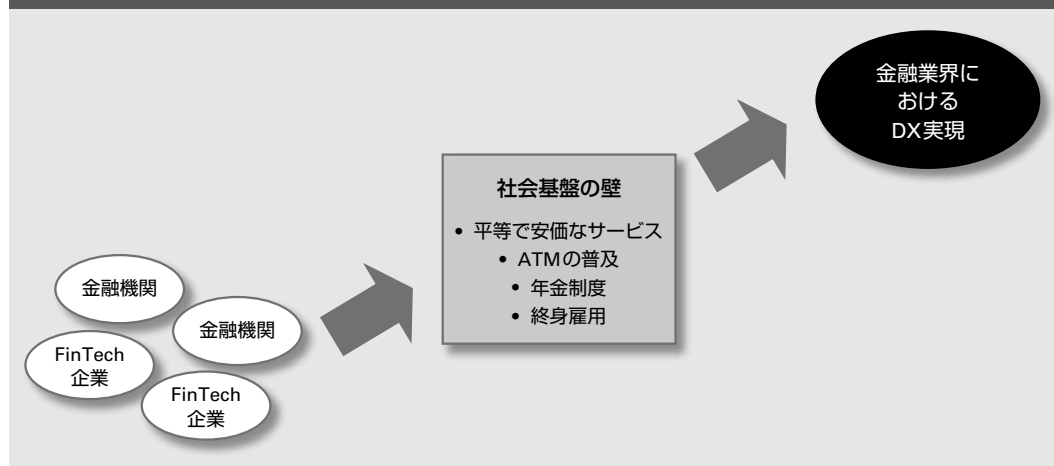 金融業界に
おける
DX実現
社会基盤の壁
• 平等で安価なサービス
• ATMの普及
• 年金制度
• 終身雇用
金融機関
金融機関
FinTech
企業
FinTech
企業